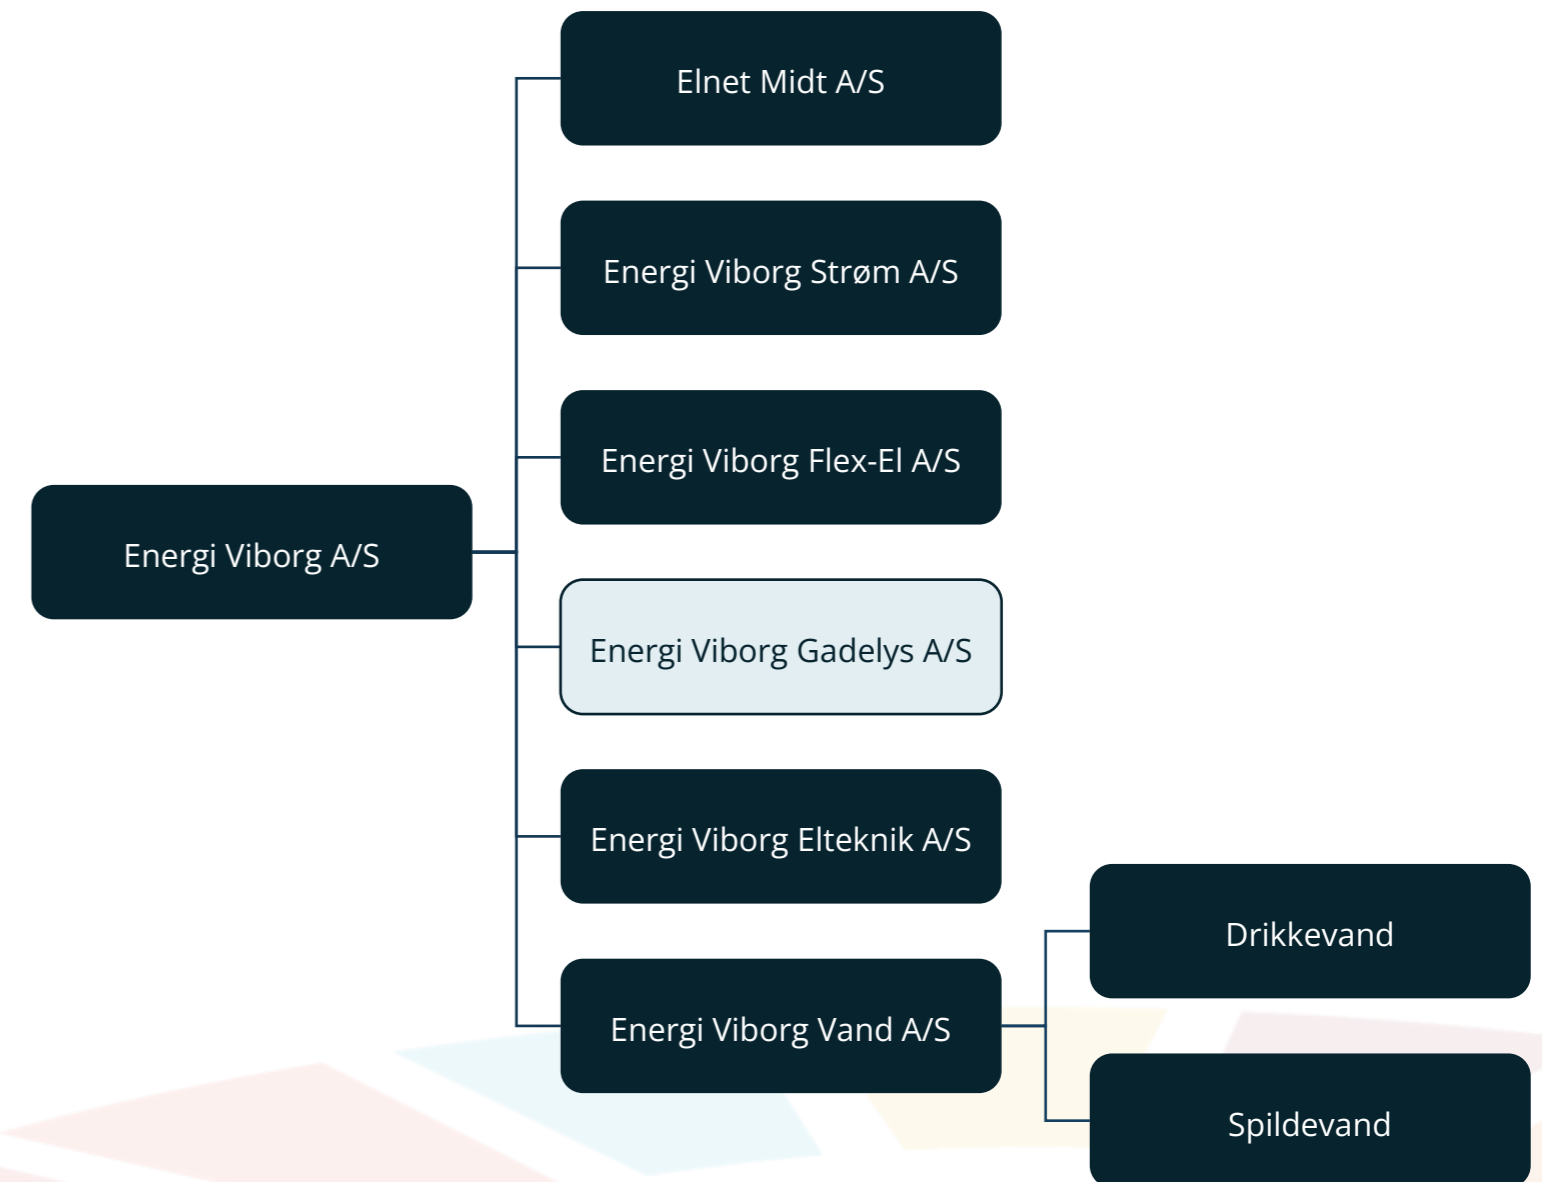 Elnet Midt A/S
Energi Viborg Strøm A/S
Energi Viborg Flex-El A/S
Energi Viborg A/S
Energi Viborg Gadelys A/S
Energi Viborg Elteknik A/S
Drikkevand
Energi Viborg Vand A/S
Spildevand